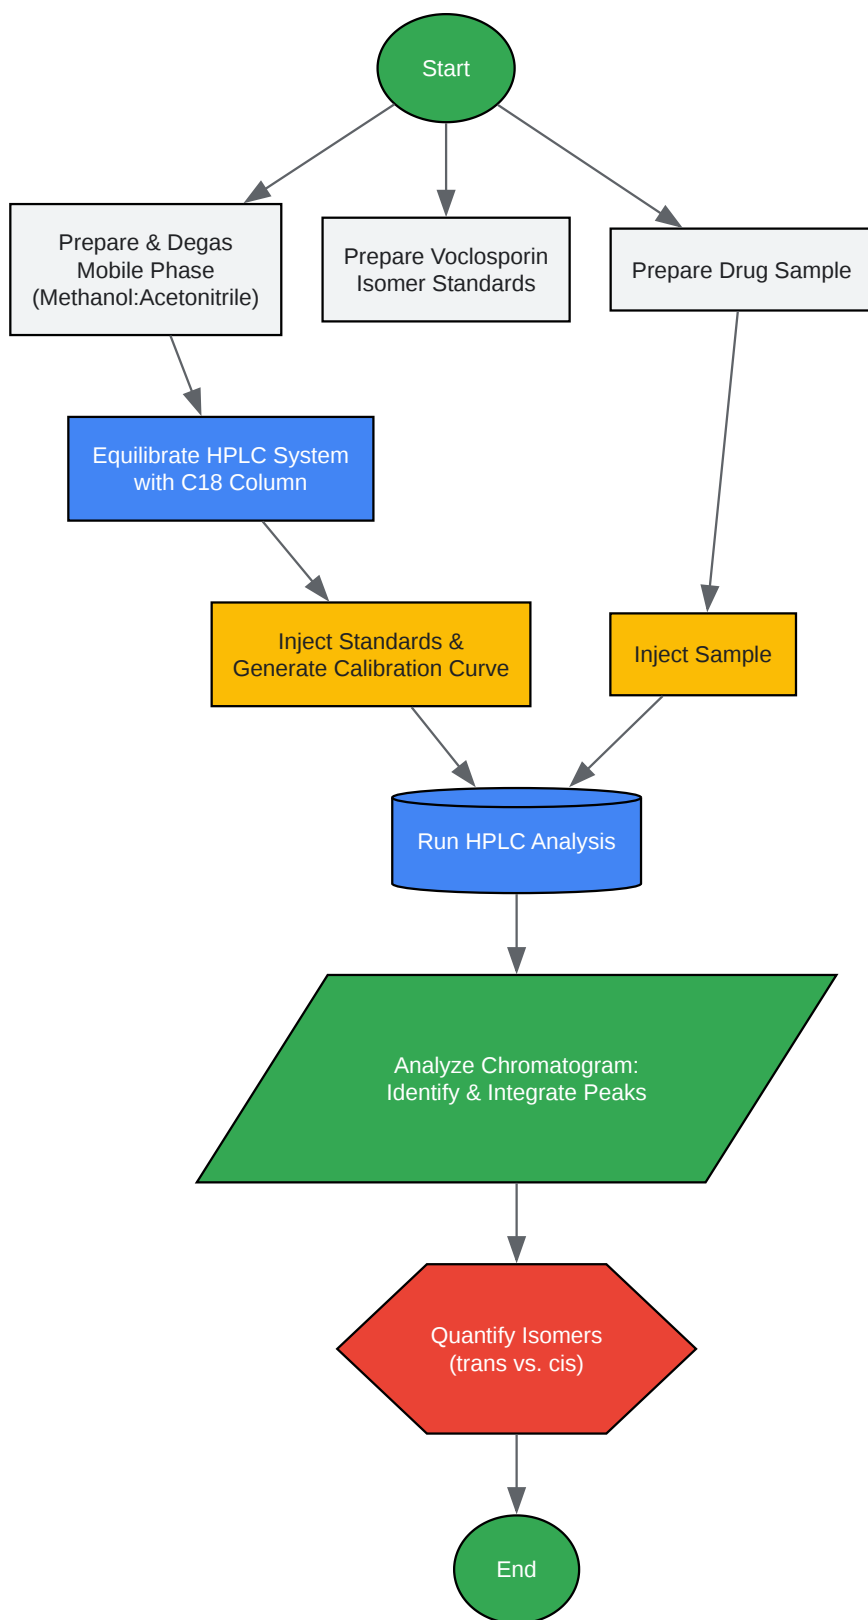 Start
Prepare & Degas
Mobile Phase
(Methanol:Acetonitrile)
Prepare Voclosporin
Isomer Standards
Prepare Drug Sample
Equilibrate HPLC System
with C18 Column
Inject Standards &
Generate Calibration Curve
Inject Sample
Run HPLC Analysis
Analyze Chromatogram:
Identify & Integrate Peaks
Quantify Isomers
(trans vs. cis)
End